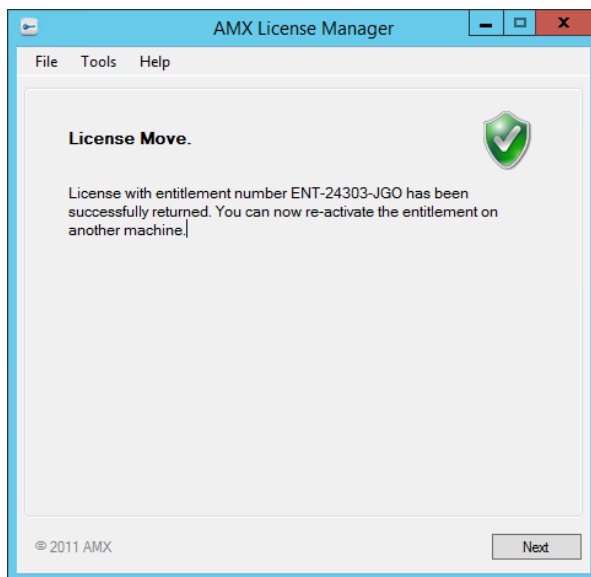 AMX License Manager
File Tools Help
License Move.
License with entitlement number ENT-24303-JGO has been
successfully returned. You can now re-activate the entitlement on
another machine.
© 2011 AMX
Next